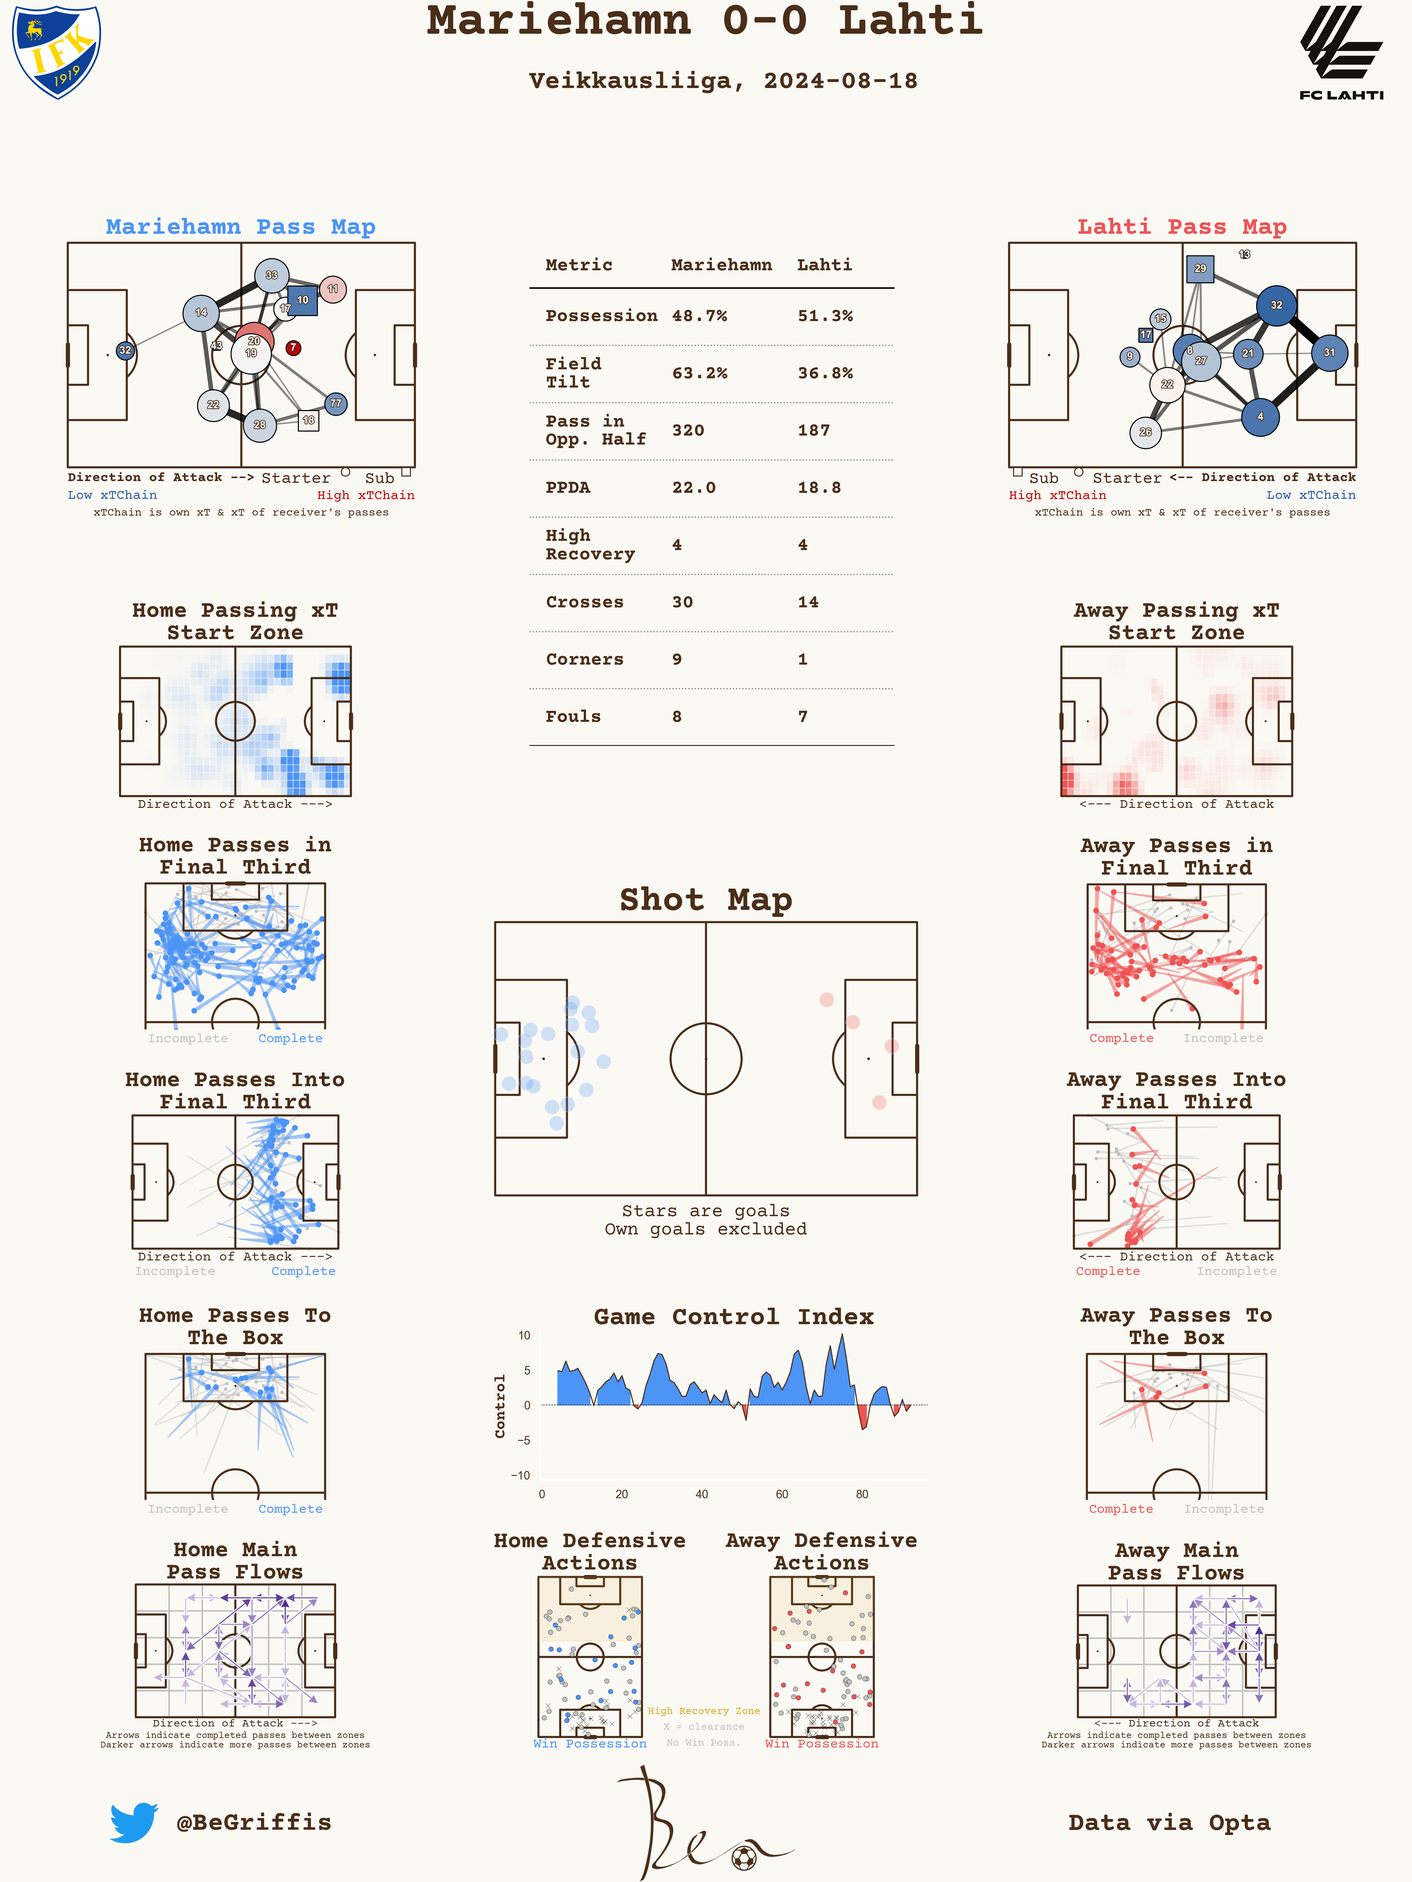 Mariehamn 0-0 Lahti
Veikkausliiga, 2024-08-18
IFK
1919
FC LAHTI
Mariehamn Pass Map
33
11
10
17
14
20
43
19
7
32
22
77
28
18
Direction of Attack --> Starter Sub
Low xTChain High xTChain
xTChain is own xT & xT of receiver's passes
Metric Mariehamn Lahti
Possession 48.7% 51.3%
Field
Tilt 63.2% 36.8%
Pass in
Opp. Half 320 187
PPDA 22.0 18.8
High
Recovery 4 4
Crosses 30 14
Corners 9 1
Fouls 8 7
Lahti Pass Map
13
29
32
15
17
8
9
27
21
31
22
4
26
Sub Starter <-- Direction of Attack
High xTChain Low xTChain
xTChain is own xT & xT of receiver's passes
Home Passing xT
Start Zone
Direction of Attack --->
Away Passing xT
Start Zone
<--- Direction of Attack
Home Passes in
Final Third
Incomplete Complete
Away Passes in
Final Third
Complete Incomplete
Shot Map
Stars are goals
Own goals excluded
Home Passes Into
Final Third
Direction of Attack --->
Incomplete Complete
Away Passes Into
Final Third
<--- Direction of Attack
Complete Incomplete
Home Passes To
The Box
Incomplete Complete
Game Control Index
Control
10
5
0
−5
−10
0 20 40 60 80
Away Passes To
The Box
Complete Incomplete
Home Main
Pass Flows
Direction of Attack --->
Arrows indicate completed passes between zones
Darker arrows indicate more passes between zones
Home Defensive
Actions
Win Possession
High Recovery Zone
X = clearance
No Win Poss.
Away Defensive
Actions
Win Possession
Away Main
Pass Flows
<--- Direction of Attack
Arrows indicate completed passes between zones
Darker arrows indicate more passes between zones
@BeGriffis
Ben
Data via Opta